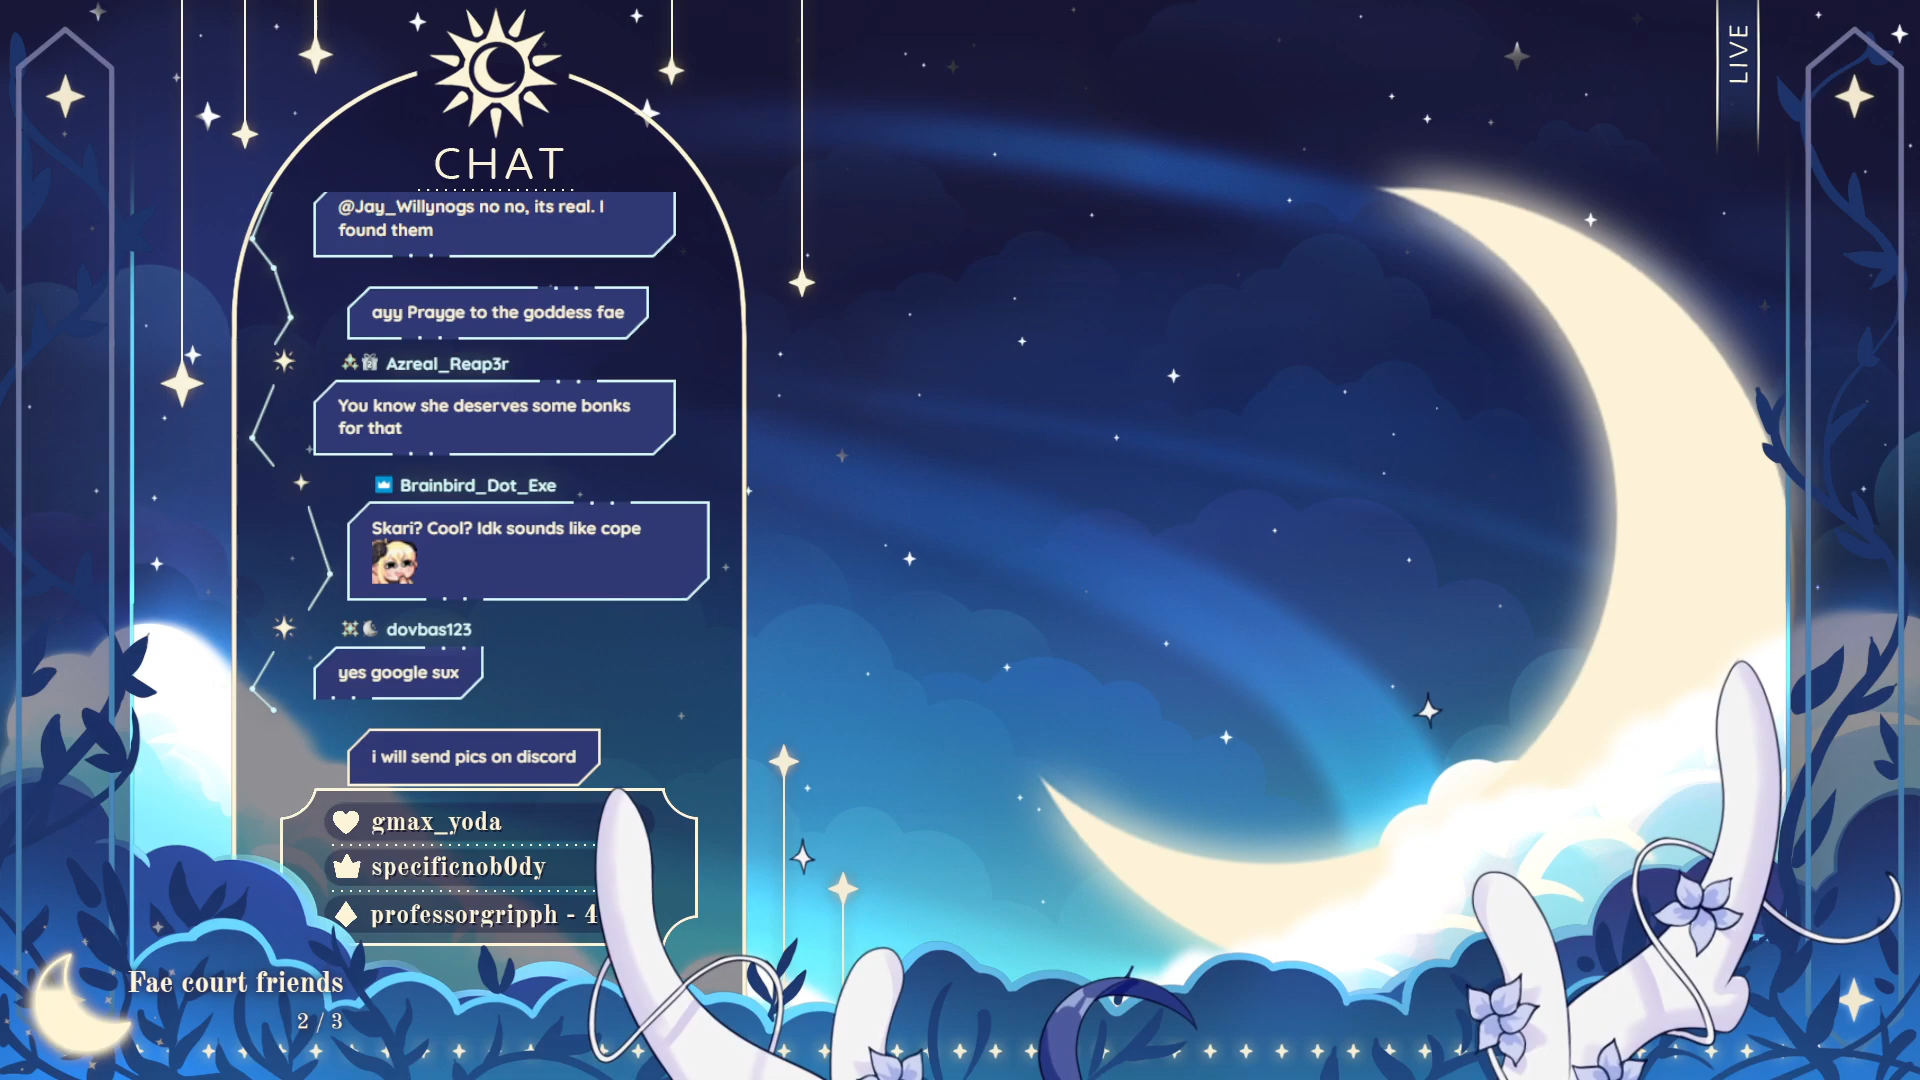 LIVE
CHAT
@Jay_Willynogs no no, its real. I
found them
ayy Prayge to the goddess fae
Azreal_Reap3r
You know she deserves some bonks
for that
Brainbird_Dot_Exe
Skari? Cool? Idk sounds like cope
dovbas123
yes google sux
i will send pics on discord
gmax_yoda
specificnob0dy
professorgripph - 4
Fae court friends
2 / 3